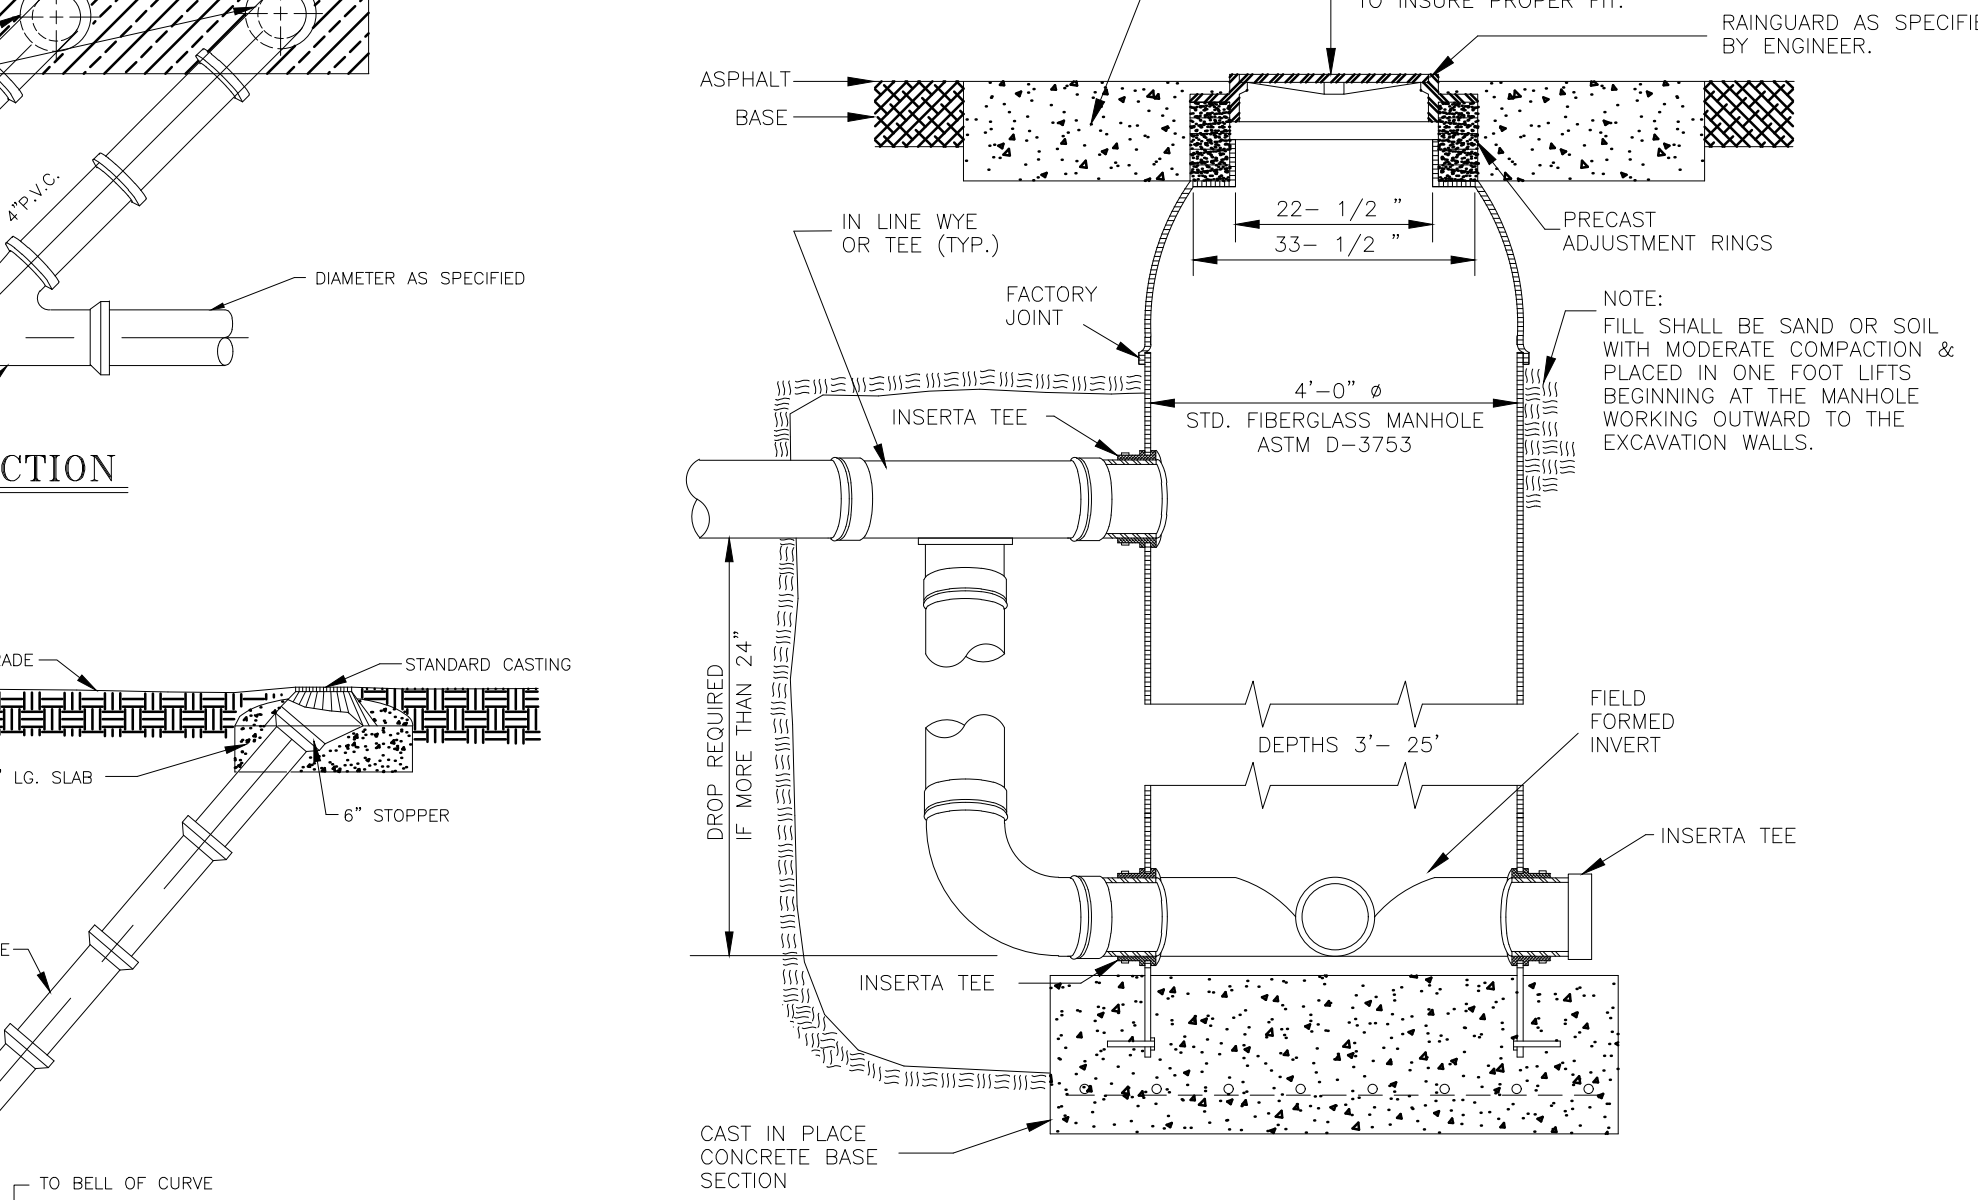 4"P.V.C.
DIAMETER AS SPECIFIED
CTION
STANDARD CASTING
LG. SLAB
6" STOPPER
TO BELL OF CURVE
TO INSURE PROPER FIT.
RAINGUARD AS SPECIFIE
BY ENGINEER.
ASPHALT
BASE
IN LINE WYE
OR TEE (TYP.)
22- 1/2 "
33- 1/2 "
PRECAST
ADJUSTMENT RINGS
FACTORY
JOINT
NOTE:
FILL SHALL BE SAND OR SOIL
WITH MODERATE COMPACTION &
PLACED IN ONE FOOT LIFTS
BEGINNING AT THE MANHOLE
WORKING OUTWARD TO THE
EXCAVATION WALLS.
4'-0" ø
STD. FIBERGLASS MANHOLE
ASTM D-3753
INSERTA TEE
DROP REQUIRED
IF MORE THAN 24"
DEPTHS 3'- 25'
FIELD
FORMED
INVERT
INSERTA TEE
INSERTA TEE
CAST IN PLACE
CONCRETE BASE
SECTION